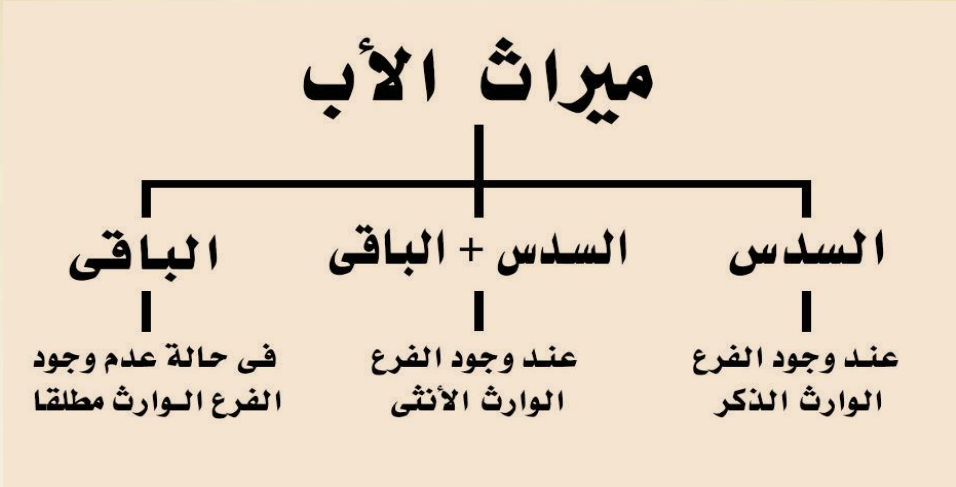 ميراث الأب
السدس
السدس + الباقى
الباقى
عند وجود الفرع
الوارث الذكر
عند وجود الفرع
الوارث الأنثى
فى حالة عدم وجود
الفرع الوارث مطلقا